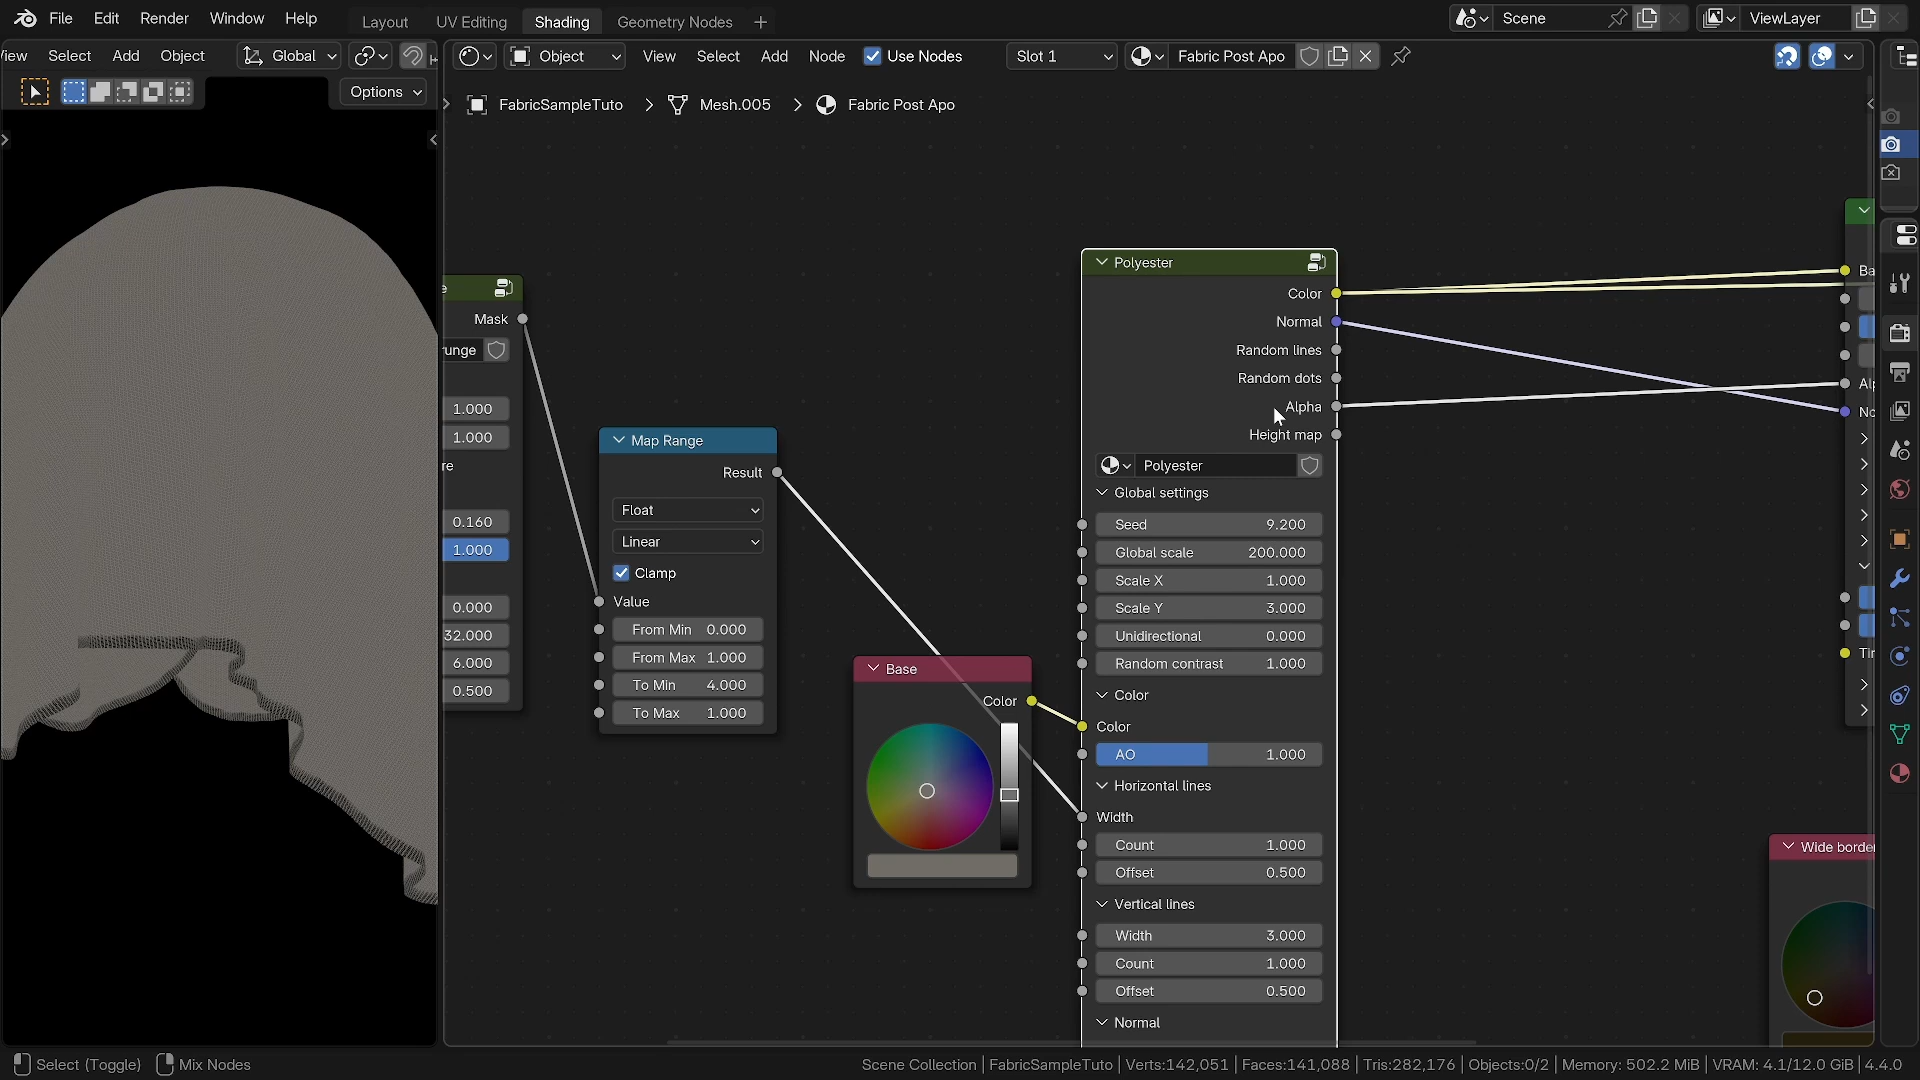 File Edit Render Window Help Layout UV Editing Shading Geometry Nodes + Scene ViewLayer
iew Select Add Object Global Object View Select Add Node Use Nodes Slot 1 Fabric Post Apo
Options
FabricSampleTuto > Mesh.005 > Fabric Post Apo
e
Mask
unge
1.000
1.000
re
0.160
1.000
0.000
32.000
6.000
0.500
Map Range
Result
Float
Linear
Clamp
Value
From Min 0.000
From Max 1.000
To Min 4.000
To Max 1.000
Base
Color
Polyester
Color
Normal
Random lines
Random dots
Alpha
Height map
Polyester
Global settings
Seed 9.200
Global scale 200.000
Scale X 1.000
Scale Y 3.000
Unidirectional 0.000
Random contrast 1.000
Color
Color
AO 1.000
Horizontal lines
Width
Count 1.000
Offset 0.500
Vertical lines
Width 3.000
Count 1.000
Offset 0.500
Normal
Ba
Alp
No
Tin
Wide borde
Select (Toggle) Mix Nodes Scene Collection | FabricSampleTuto | Verts:142,051 | Faces:141,088 | Tris:282,176 | Objects:0/2 | Memory: 502.2 MiB | VRAM: 4.1/12.0 GiB | 4.4.0